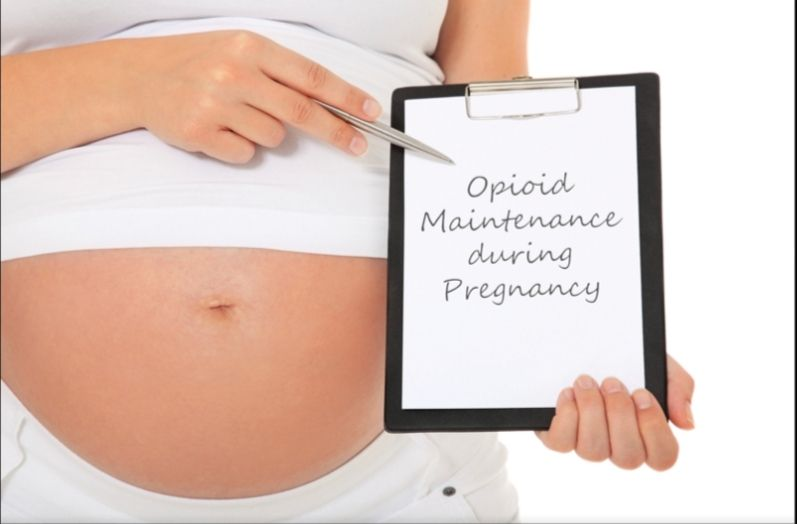 Opioid
Maintenance
during
Pregnancy